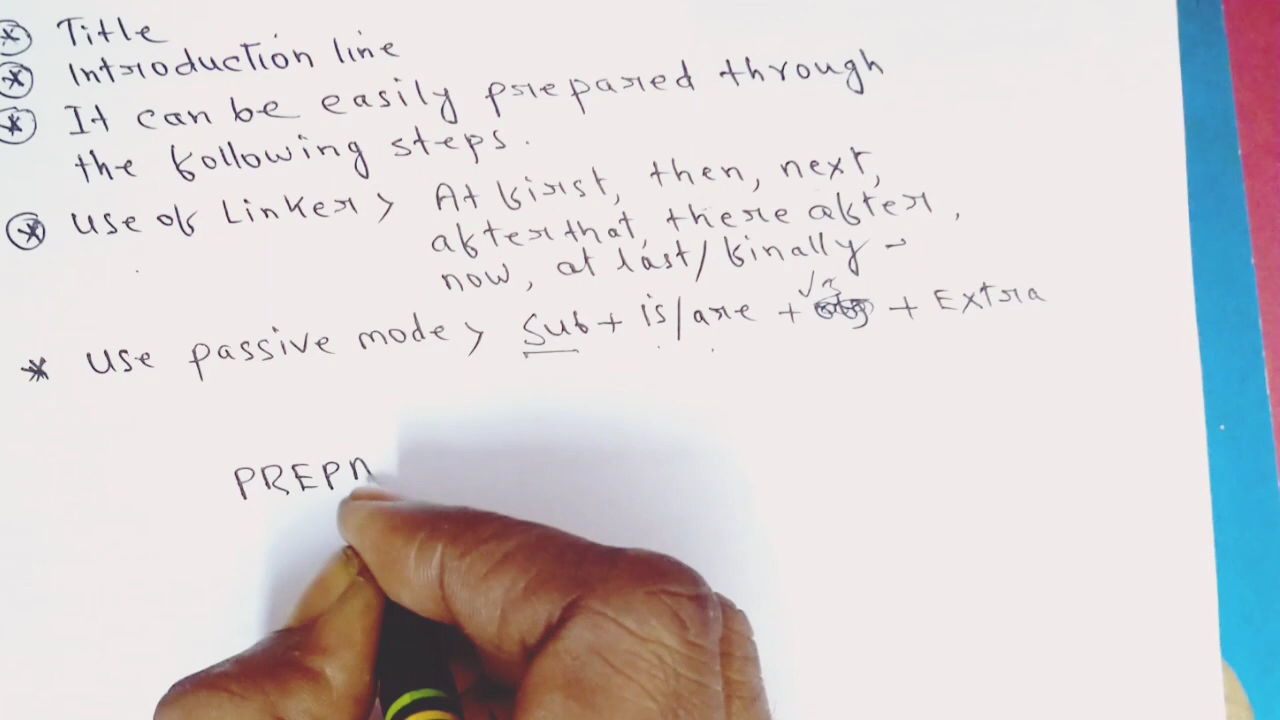 * Title
* Introduction line
* It can be easily prepared through
the following steps.
* Use of Linker > At first, then, next,
after that, there after,
now, at last/finally -
* Use passive mode > Sub + is/are + V3 + Extra
PREPA